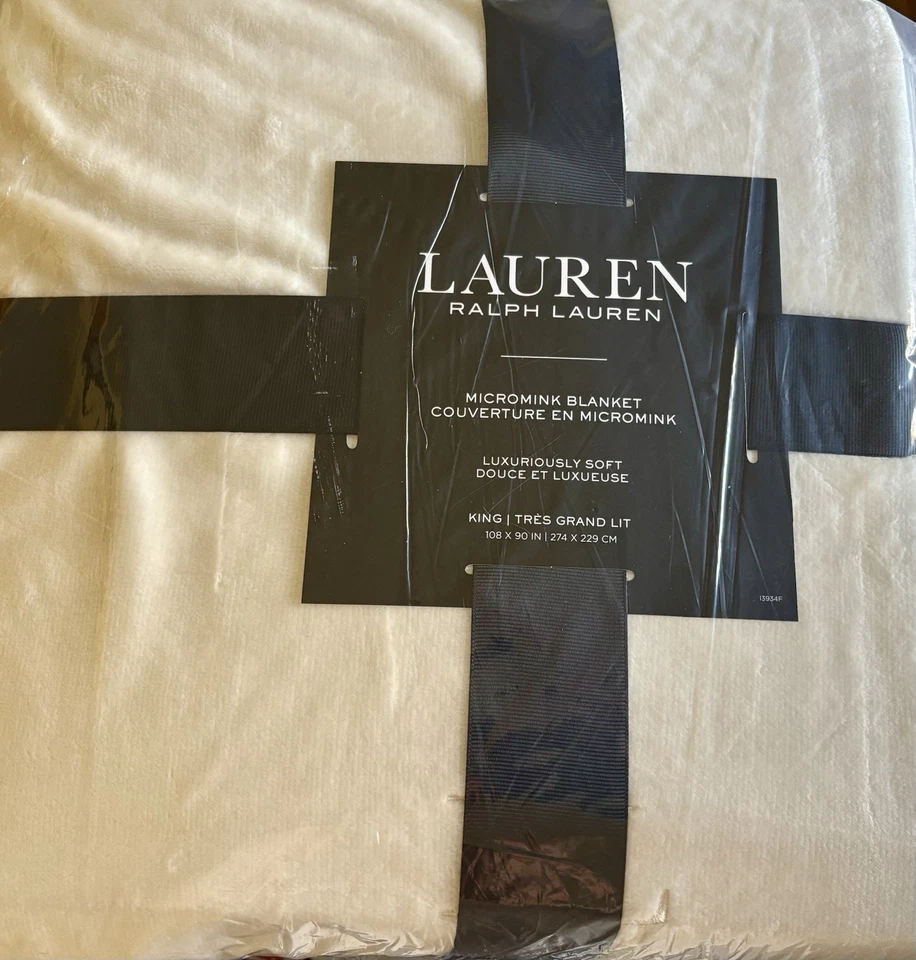 LAUREN
RALPH LAUREN
MICROMINK BLANKET
COUVERTURE EN MICROMINK
LUXURIOUSLY SOFT
DOUCE ET LUXUEUSE
KING | TRÈS GRAND LIT
108 X 90 IN | 274 X 229 CM
13934F